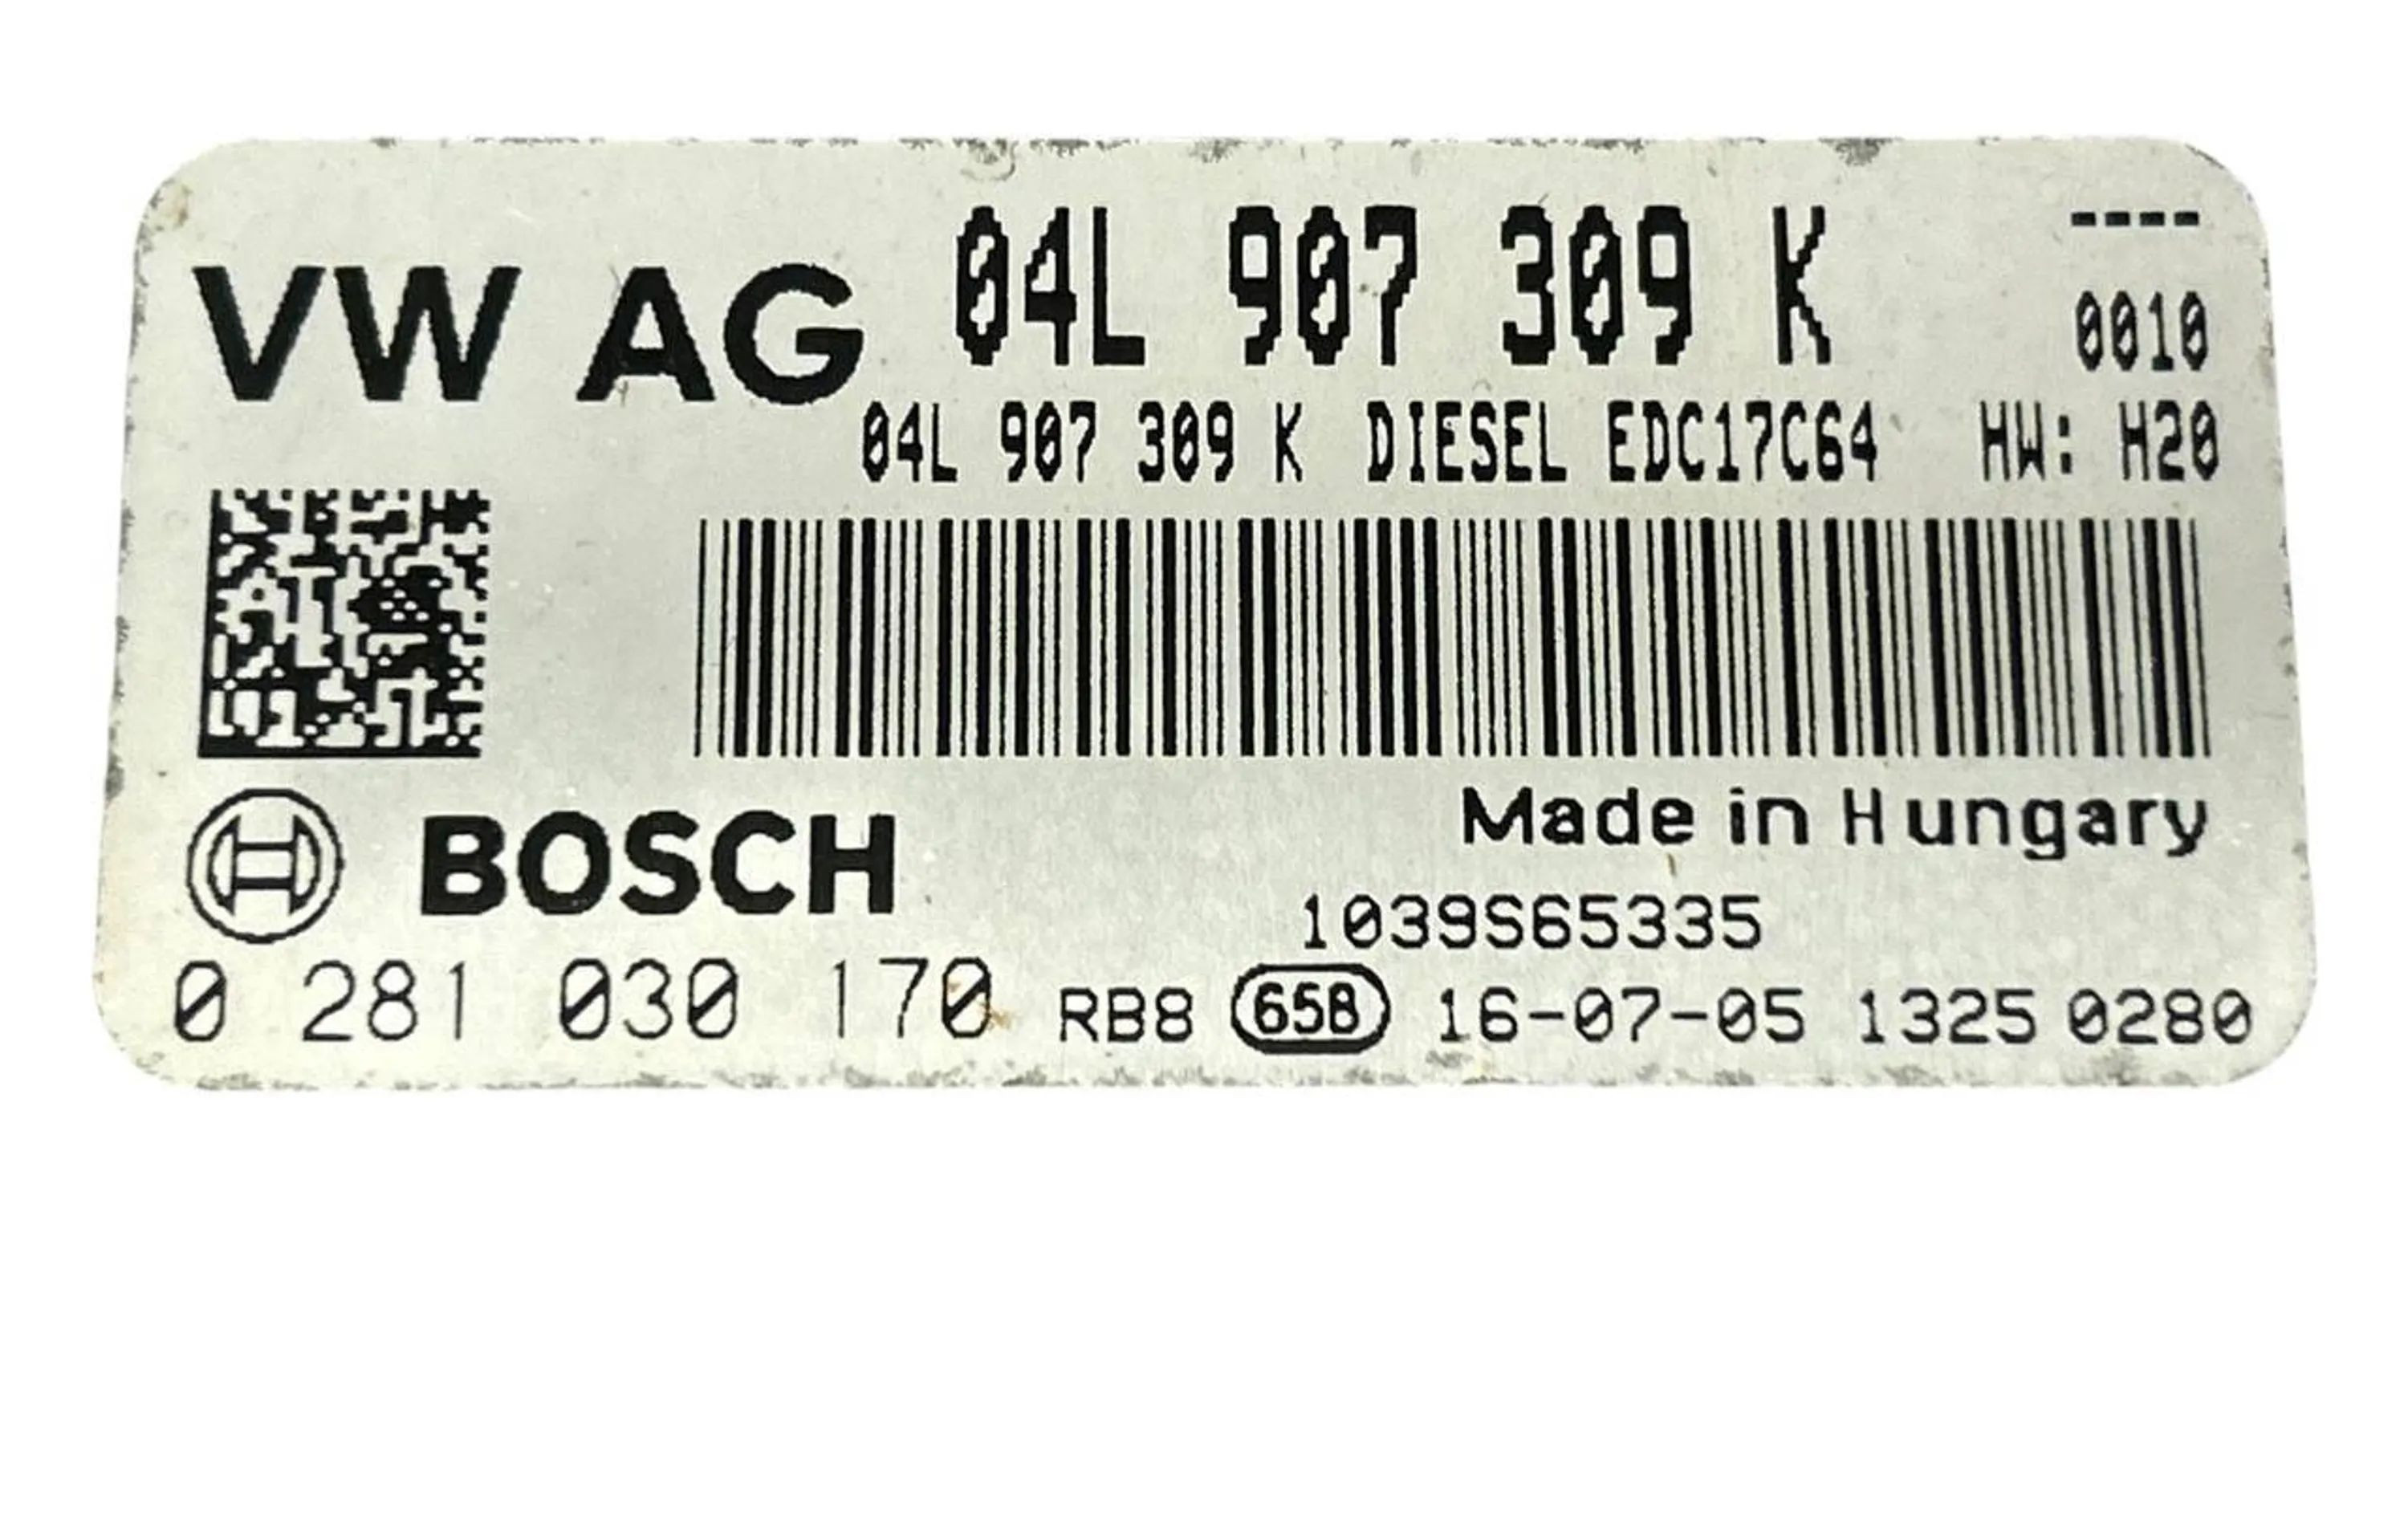 VW AG 04L 907 309 K ----
0010
04L 907 309 K DIESEL EDC17C64 HW: H20
Made in Hungary
BOSCH
1039S65335
0 281 030 170 RB8 65B 16-07-05 1325 0280